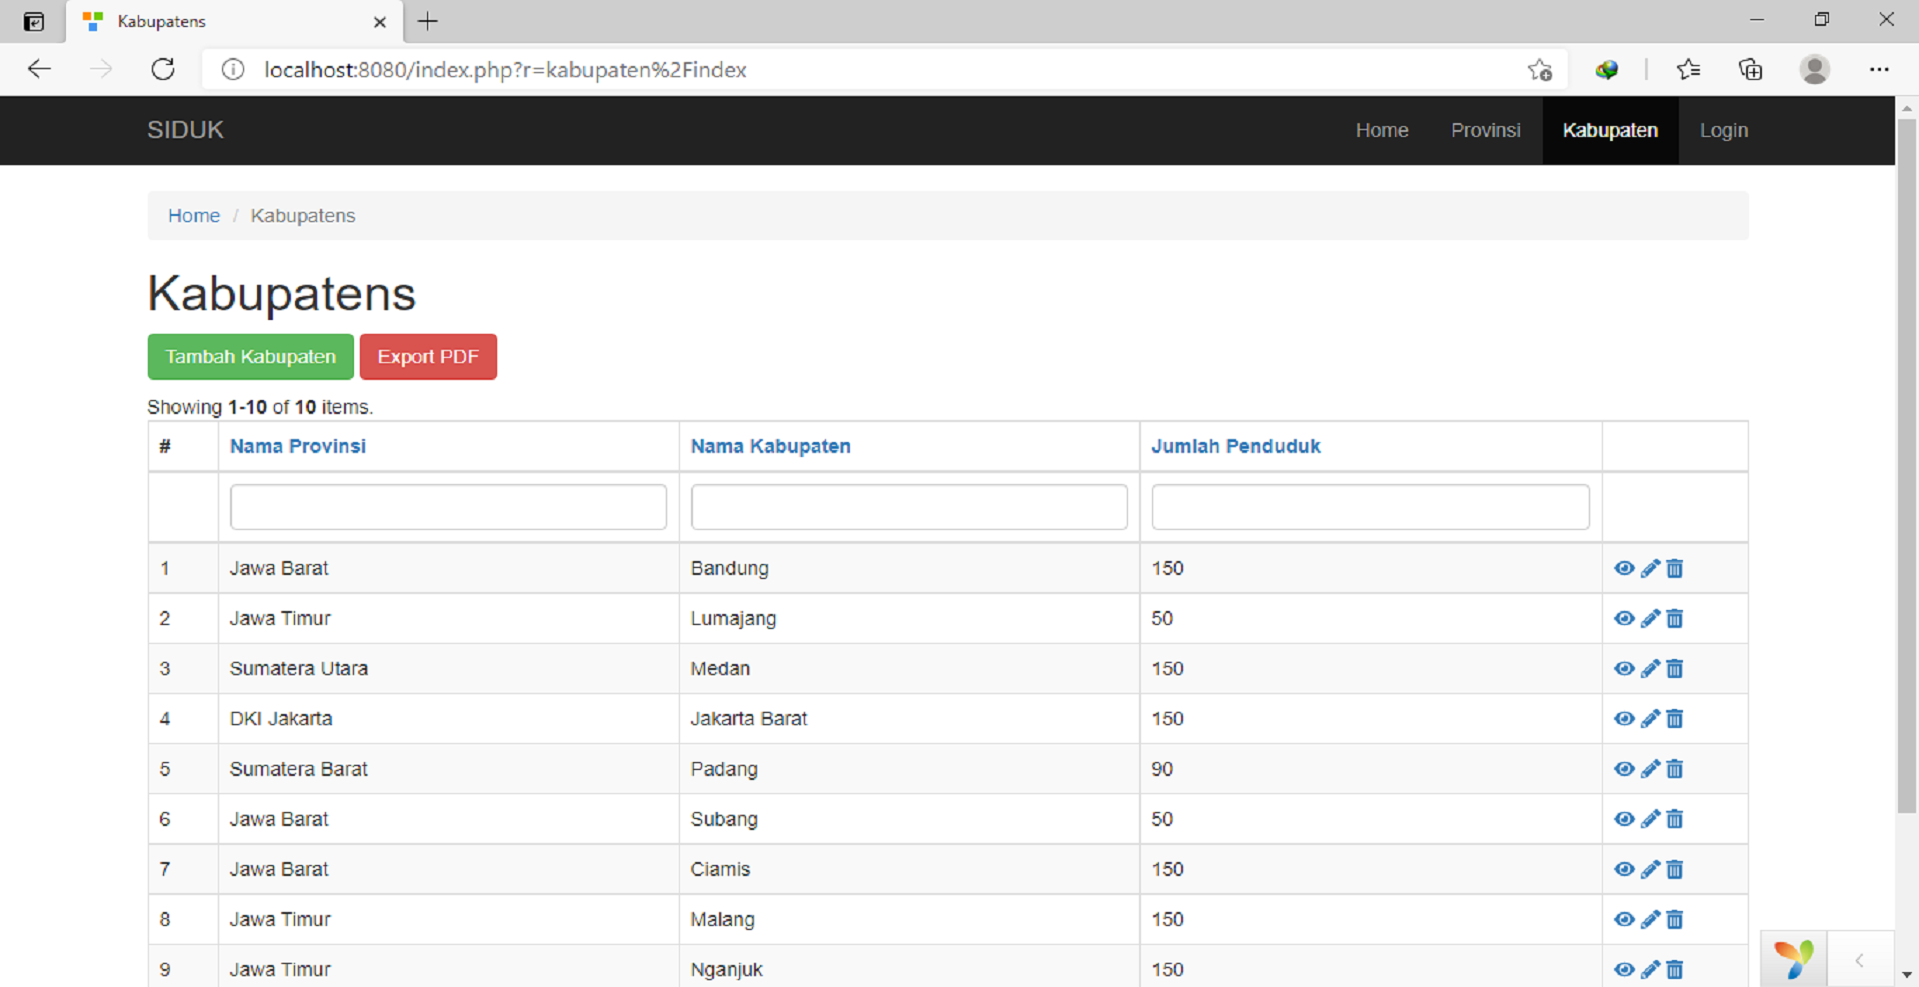 Kabupatens
localhost:8080/index.php?r=kabupaten%2Findex
SIDUK Home Provinsi Kabupaten Login
Home / Kabupatens
Kabupatens
Tambah Kabupaten Export PDF
Showing 1-10 of 10 items.
# Nama Provinsi Nama Kabupaten Jumlah Penduduk
1 Jawa Barat Bandung 150
2 Jawa Timur Lumajang 50
3 Sumatera Utara Medan 150
4 DKI Jakarta Jakarta Barat 150
5 Sumatera Barat Padang 90
6 Jawa Barat Subang 50
7 Jawa Barat Ciamis 150
8 Jawa Timur Malang 150
9 Jawa Timur Nganjuk 150